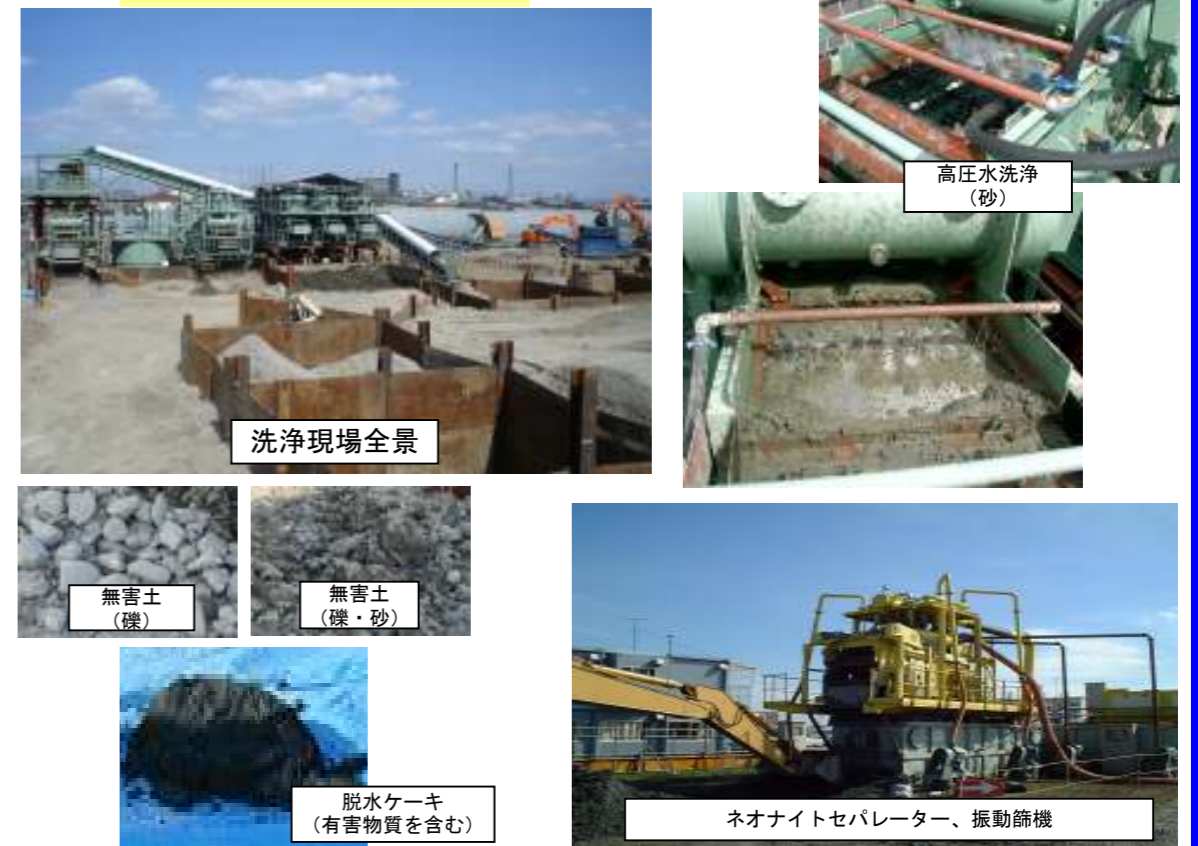 高圧水洗浄
（砂）
洗浄現場全景
無害土
（礫）
無害土
（礫・砂）
脱水ケーキ
（有害物質を含む）
ネオナイトセパレーター、振動篩機